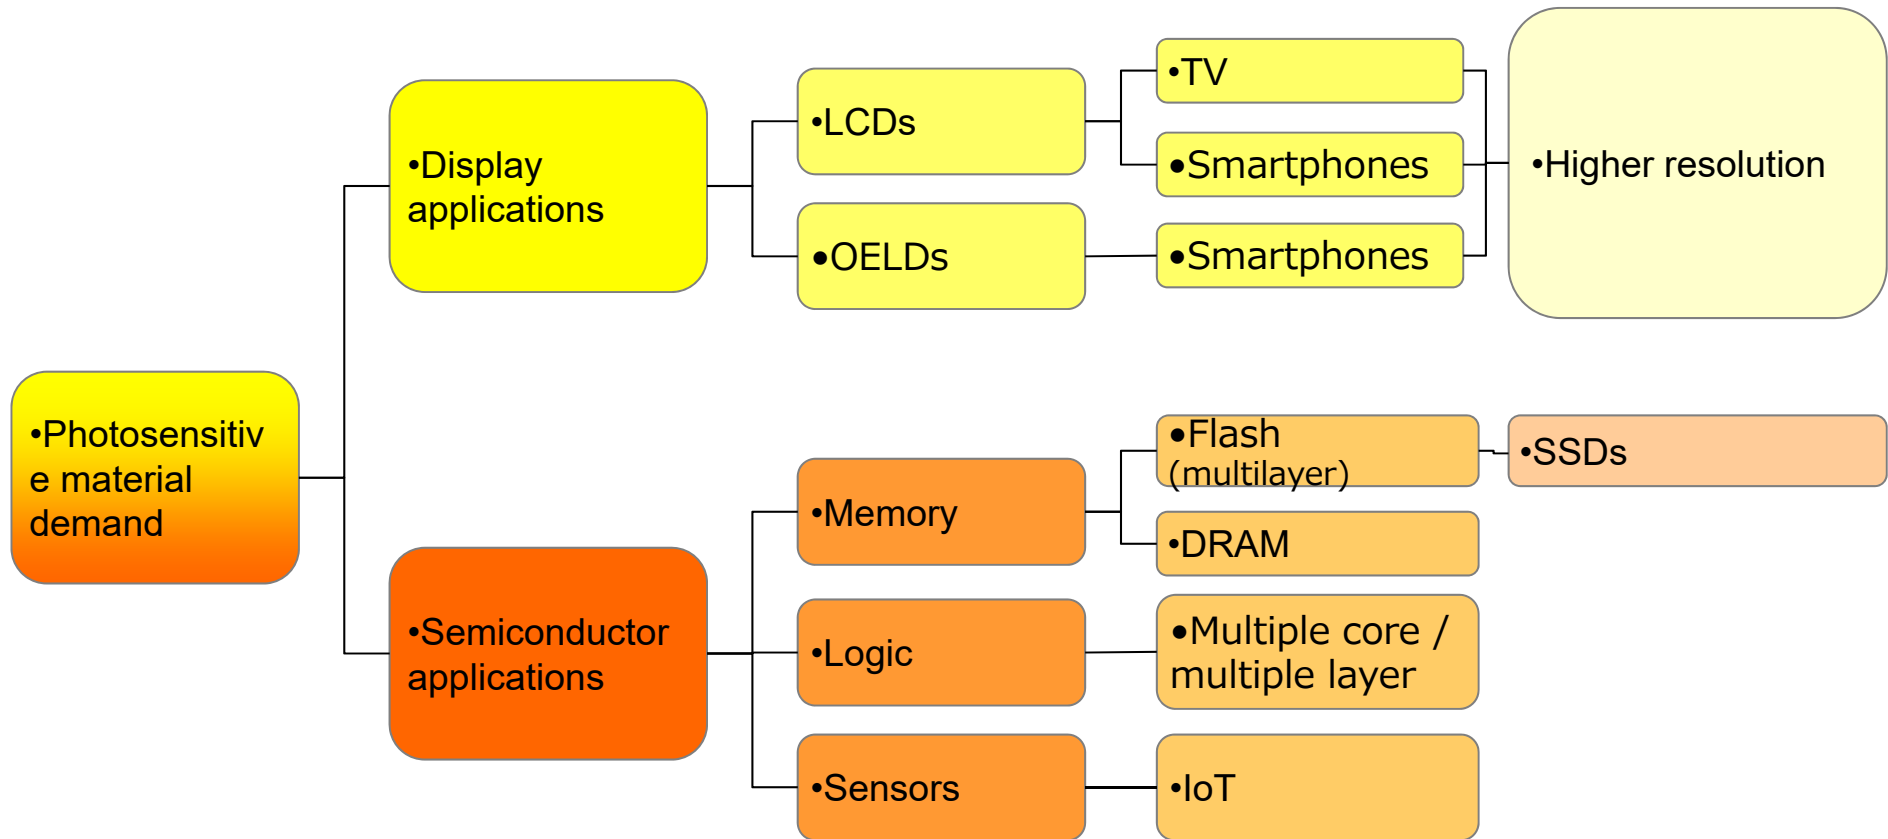 •Photosensitiv
e material
demand
•Display
applications
•LCDs
•TV
•Smartphones
•OELDs
•Smartphones
•Higher resolution
•Semiconductor
applications
•Memory
•Flash
(multilayer)
•SSDs
•DRAM
•Logic
•Multiple core /
multiple layer
•Sensors
•IoT